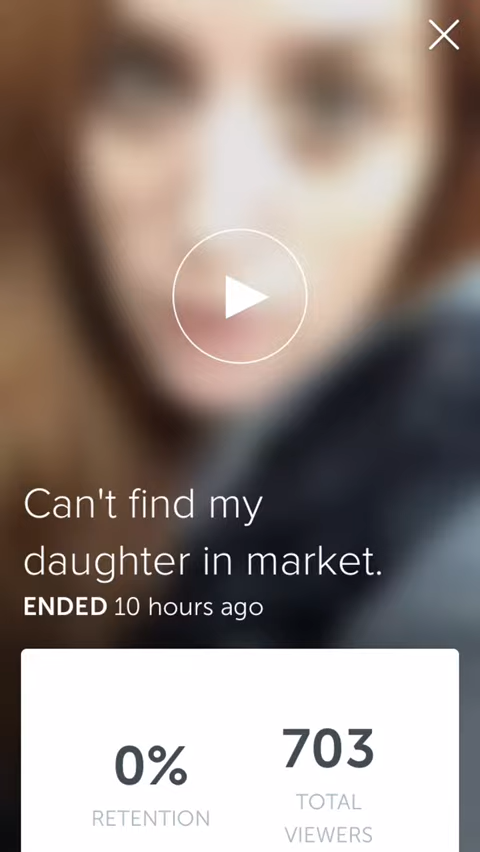 Can't find my
daughter in market.
ENDED 10 hours ago
0%
RETENTION
703
TOTAL
VIEWERS